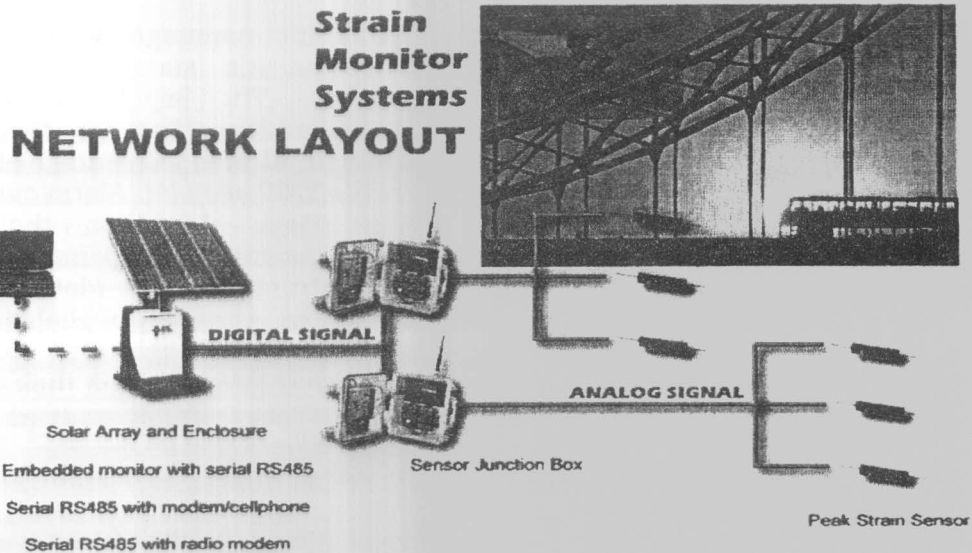 Strain
Monitor
Systems
NETWORK LAYOUT
DIGITAL SIGNAL
ANALOG SIGNAL
Solar Array and Enclosure
Embedded monitor with serial RS485
Serial RS485 with modem/cellphone
Serial RS485 with radio modem
Sensor Junction Box
Peak Strain Sensor